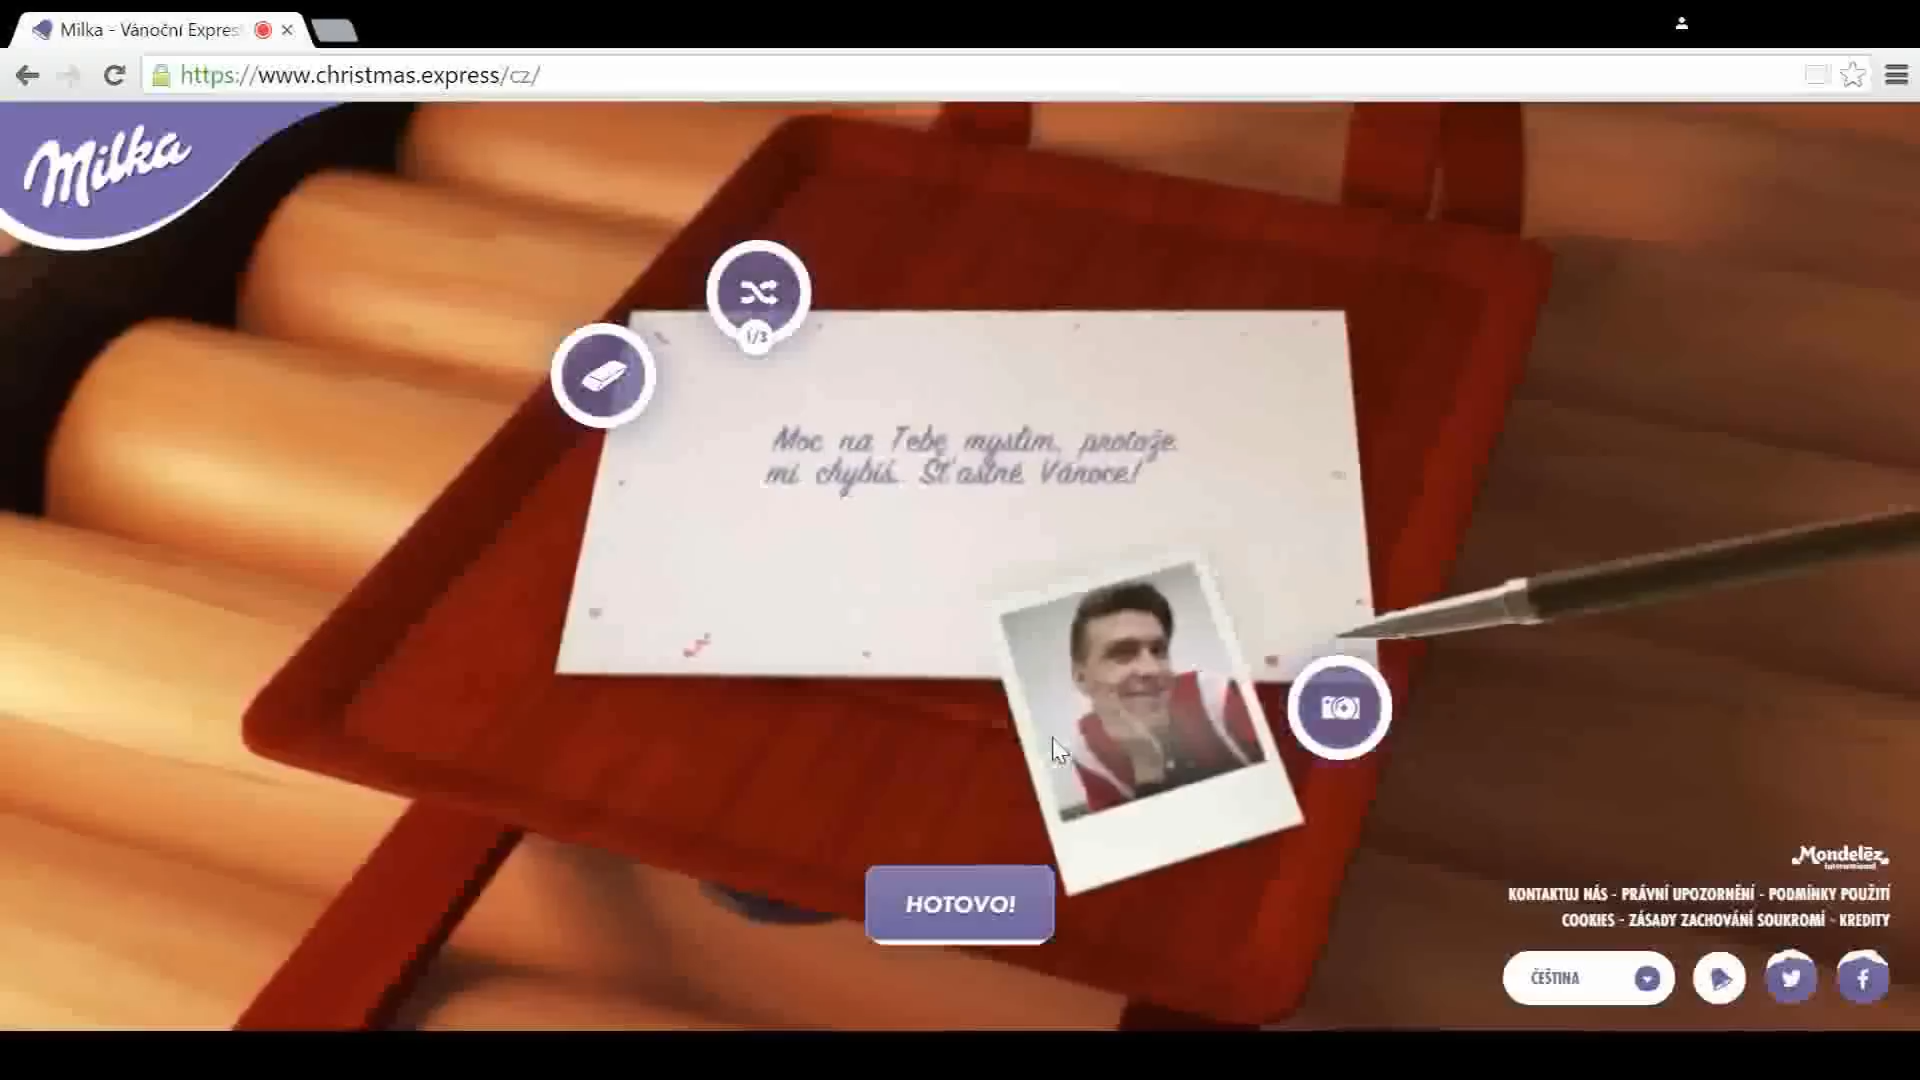 Milka - Vánoční Expres
https://www.christmas.express/cz/
Milka
1/3
Moc na Tebe myslím, protože
mi chybíš. Šťastné Vánoce!
HOTOVO!
Mondelēz
International
KONTAKTUJ NÁS - PRÁVNÍ UPOZORNĚNÍ - PODMÍNKY POUŽITÍ
COOKIES - ZÁSADY ZACHOVÁNÍ SOUKROMÍ - KREDITY
ČEŠTINA